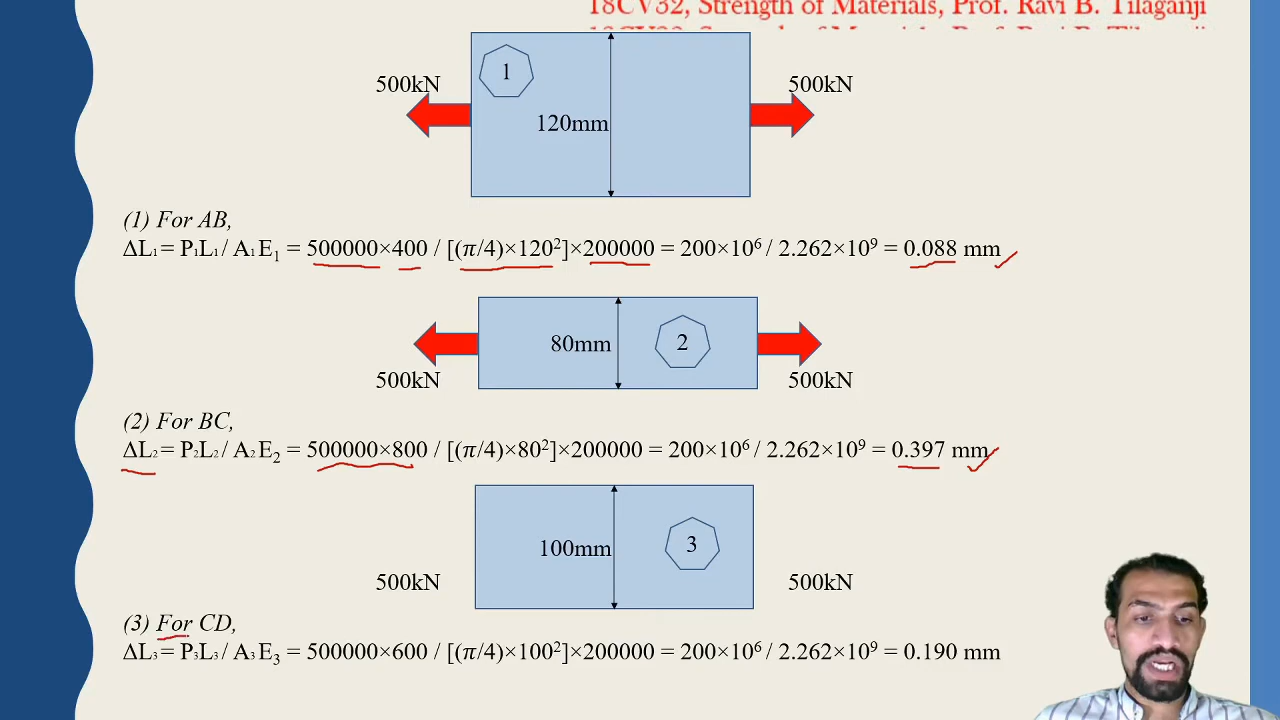 18CV32, Strength of Materials, Prof. Ravi B. Tilaganji
500kN
1
500kN
120mm
(1) For AB,
ΔL₁= P₁L₁/ A₁E₁ = 500000×400 / [(π/4)×120²]×200000 = 200×10⁶/ 2.262×10⁹ = 0.088 mm
80mm
2
500kN
500kN
(2) For BC,
ΔL₂= P₂L₂/ A₂E₂ = 500000×800 / [(π/4)×80²]×200000 = 200×10⁶/ 2.262×10⁹ = 0.397 mm
100mm
3
500kN
500kN
(3) For CD,
ΔL₃= P₃L₃/ A₃E₃ = 500000×600 / [(π/4)×100²]×200000 = 200×10⁶/ 2.262×10⁹ = 0.190 mm